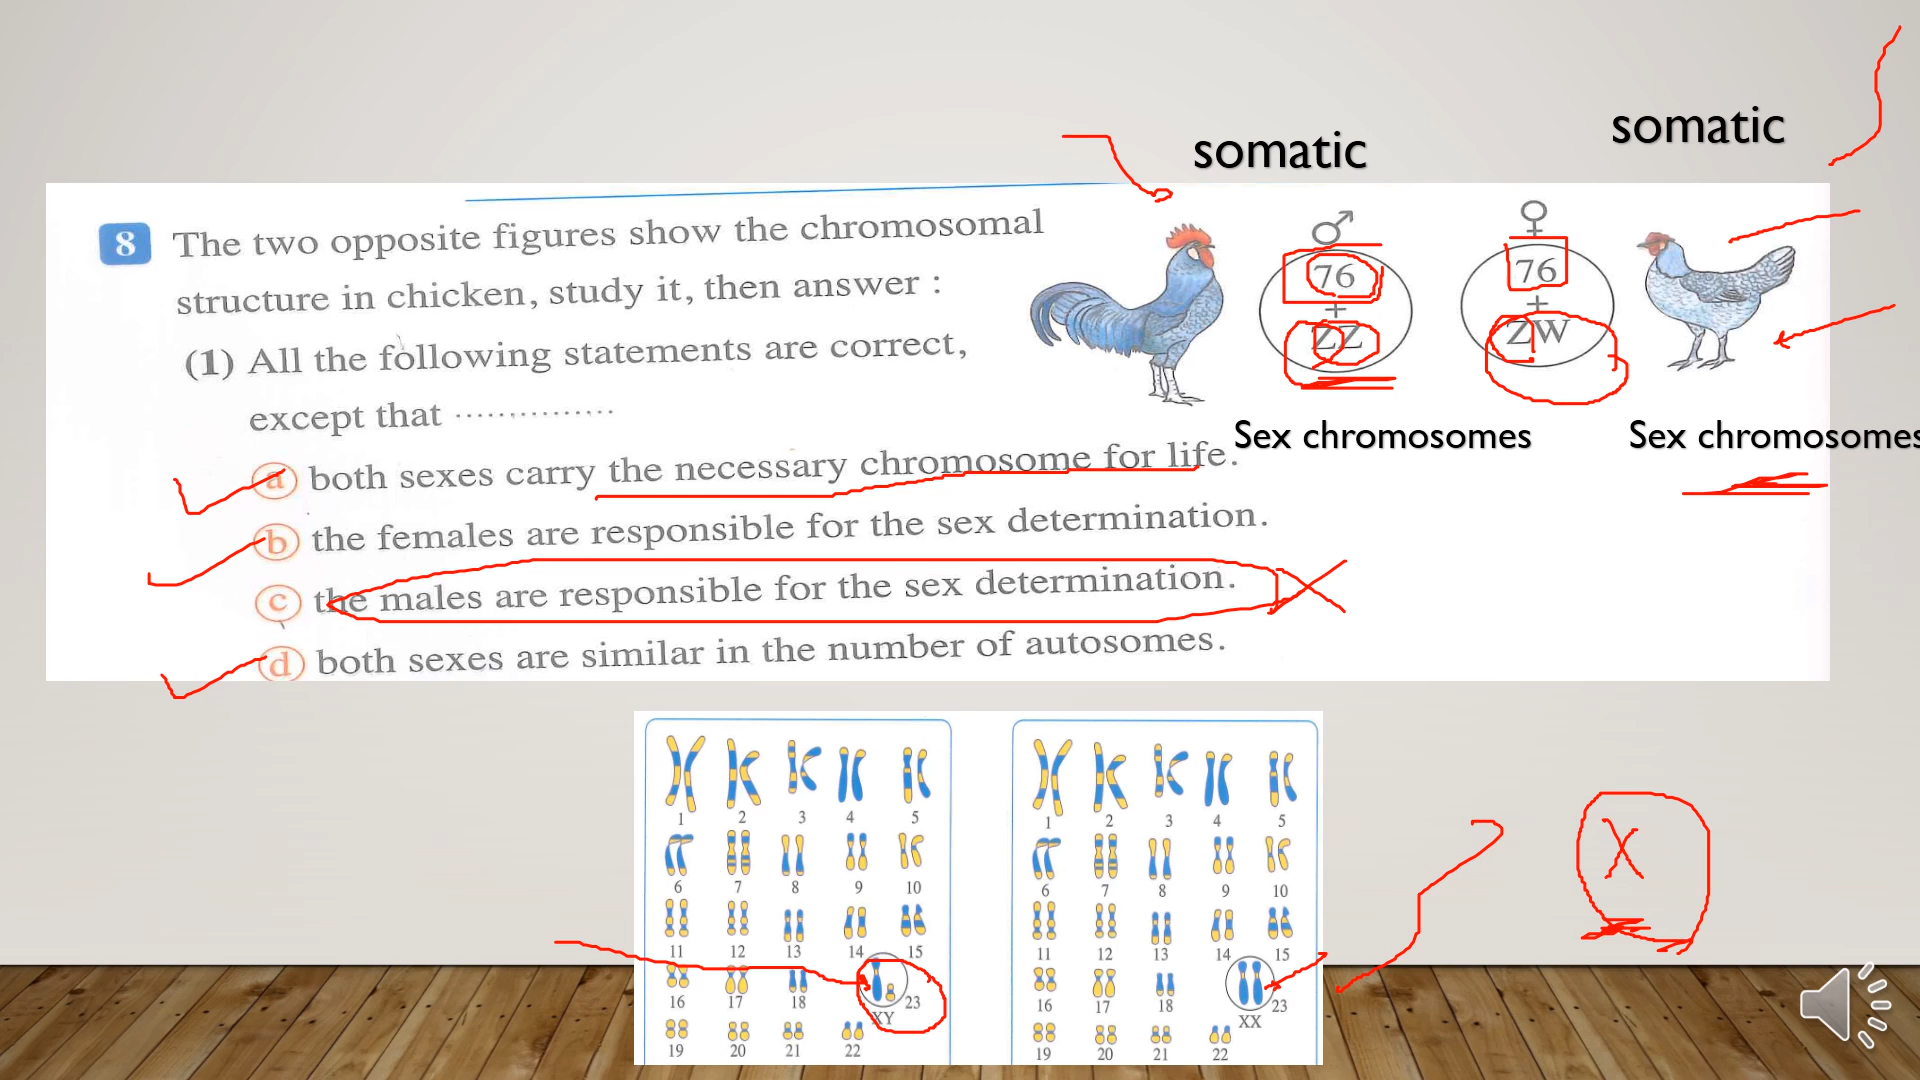 somatic
somatic
8 The two opposite figures show the chromosomal
structure in chicken, study it, then answer :
(1) All the following statements are correct,
except that ...............
a both sexes carry the necessary chromosome for life.
b the females are responsible for the sex determination.
c the males are responsible for the sex determination.
d both sexes are similar in the number of autosomes.
♂
76
+
ZZ
♀
76
+
ZW
Sex chromosomes
Sex chromosomes
1 2 3 4 5
6 7 8 9 10
11 12 13 14 15
16 17 18 23
XY
19 20 21 22
1 2 3 4 5
6 7 8 9 10
11 12 13 14 15
16 17 18 23
XX
19 20 21 22
X